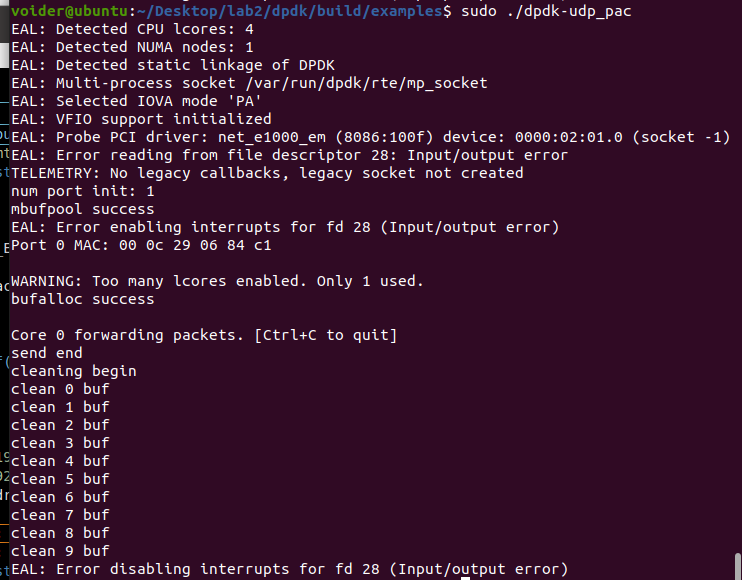 voider@ubuntu:~/Desktop/lab2/dpdk/build/examples$ sudo ./dpdk-udp_pac
EAL: Detected CPU lcores: 4
EAL: Detected NUMA nodes: 1
EAL: Detected static linkage of DPDK
EAL: Multi-process socket /var/run/dpdk/rte/mp_socket
EAL: Selected IOVA mode 'PA'
EAL: VFIO support initialized
EAL: Probe PCI driver: net_e1000_em (8086:100f) device: 0000:02:01.0 (socket -1)
EAL: Error reading from file descriptor 28: Input/output error
TELEMETRY: No legacy callbacks, legacy socket not created
num port init: 1
mbufpool success
EAL: Error enabling interrupts for fd 28 (Input/output error)
Port 0 MAC: 00 0c 29 06 84 c1
WARNING: Too many lcores enabled. Only 1 used.
bufalloc success
Core 0 forwarding packets. [Ctrl+C to quit]
send end
cleaning begin
clean 0 buf
clean 1 buf
clean 2 buf
clean 3 buf
clean 4 buf
clean 5 buf
clean 6 buf
clean 7 buf
clean 8 buf
clean 9 buf
EAL: Error disabling interrupts for fd 28 (Input/output error)